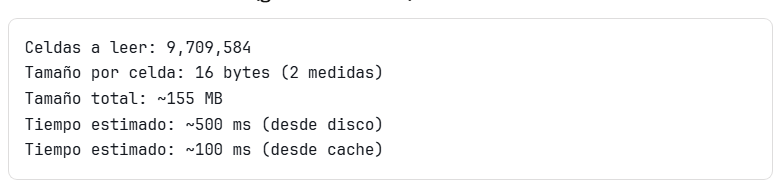 Celdas a leer: 9,709,584
Tamaño por celda: 16 bytes (2 medidas)
Tamaño total: ~155 MB
Tiempo estimado: ~500 ms (desde disco)
Tiempo estimado: ~100 ms (desde cache)